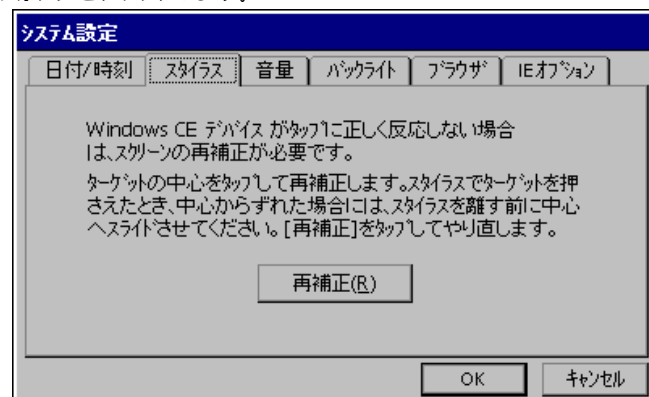 システム設定
日付/時刻 スタイラス 音量 バックライト ブラウザ IEオプション
Windows CE デバイス がタップに正しく反応しない場合
は、スクリーンの再補正が必要です。
ターゲットの中心をタップして再補正します。スタイラスでターゲットを押
さえたとき、中心からずれた場合には、スタイラスを離す前に中心
へスライドさせてください。[再補正]をタップしてやり直します。
再補正(R)
OK キャンセル